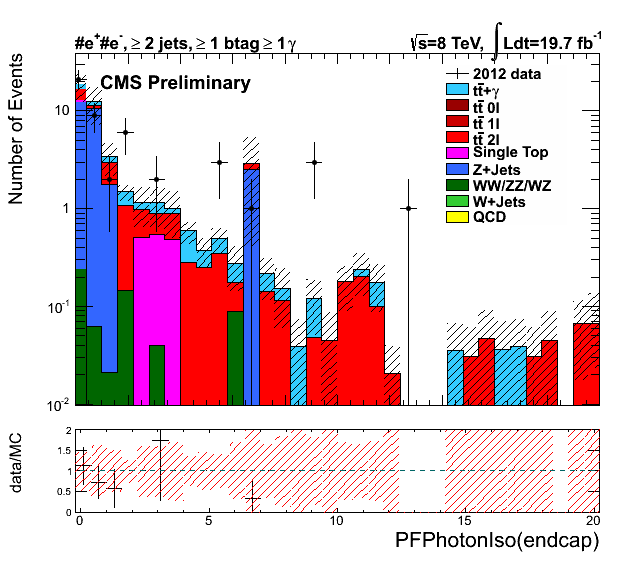 #e⁺#e⁻, ≥ 2 jets, ≥ 1 btag ≥ 1 γ
√s=8 TeV, ∫ Ldt=19.7 fb⁻¹
CMS Preliminary
2012 data
tt̄+γ
tt̄ 0l
tt̄ 1l
tt̄ 2l
Single Top
Z+Jets
WW/ZZ/WZ
W+Jets
QCD
Number of Events
10
1
10⁻¹
10⁻²
data/MC
2
1.5
1
0.5
0
0 5 10 15 20
PFPhotonIso(endcap)